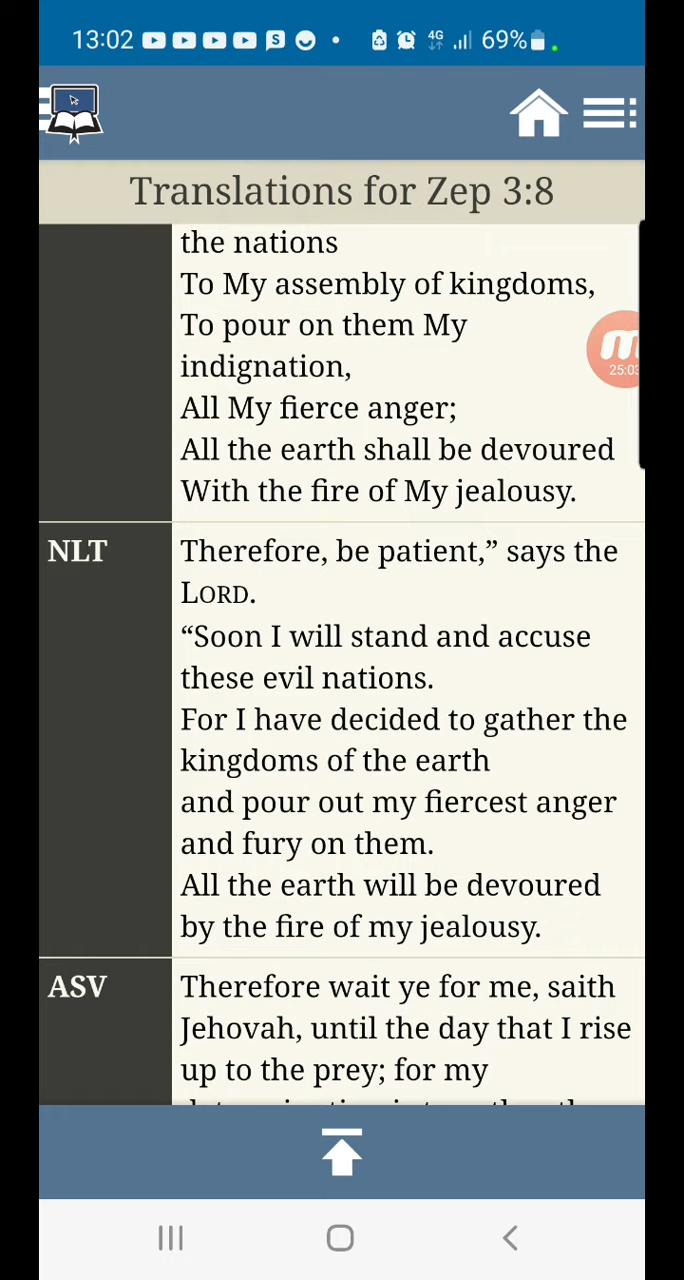 13:02 S 4G 69%
Translations for Zep 3:8
the nations
To My assembly of kingdoms,
To pour on them My
indignation,
All My fierce anger;
All the earth shall be devoured
With the fire of My jealousy.
25:03
NLT
Therefore, be patient,” says the
LORD.
“Soon I will stand and accuse
these evil nations.
For I have decided to gather the
kingdoms of the earth
and pour out my fiercest anger
and fury on them.
All the earth will be devoured
by the fire of my jealousy.
ASV
Therefore wait ye for me, saith
Jehovah, until the day that I rise
up to the prey; for my